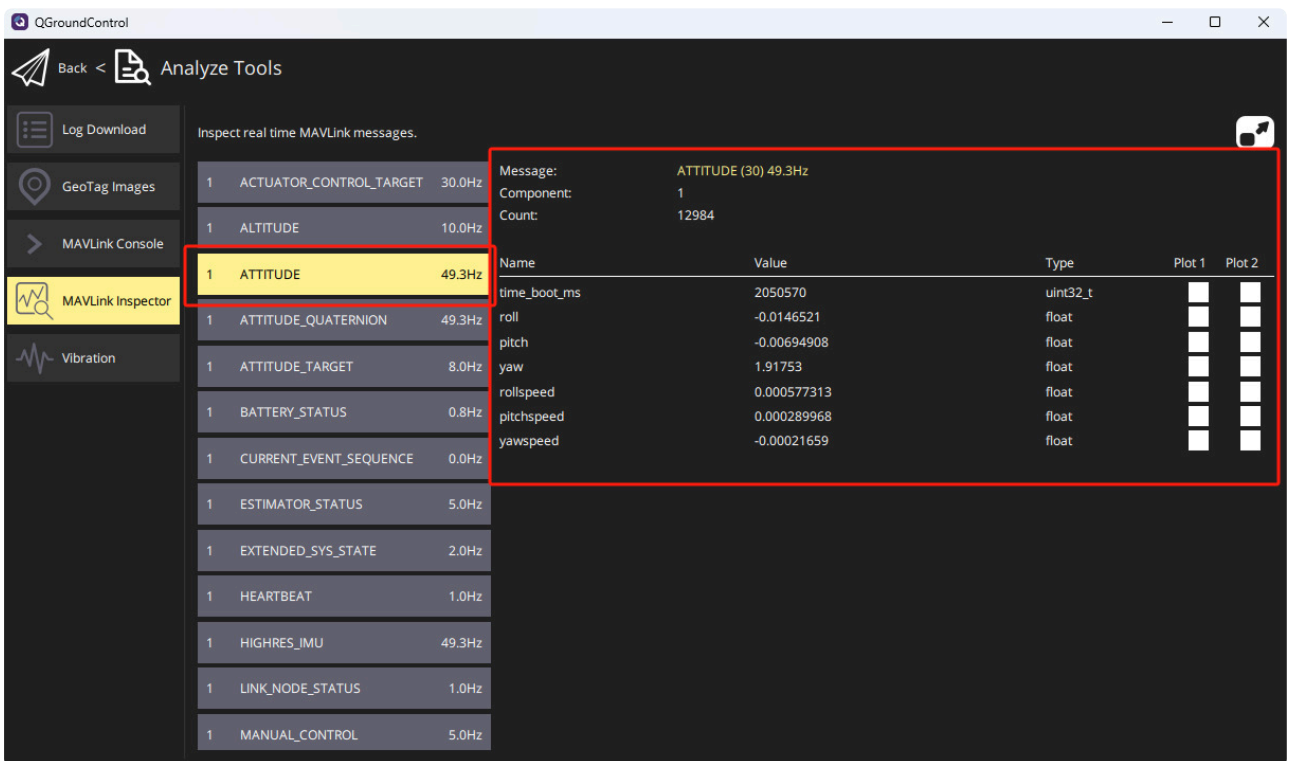 QGroundControl
Back < Analyze Tools
Log Download
GeoTag Images
MAVLink Console
MAVLink Inspector
Vibration
Inspect real time MAVLink messages.
1 ACTUATOR_CONTROL_TARGET 30.0Hz
1 ALTITUDE 10.0Hz
1 ATTITUDE 49.3Hz
1 ATTITUDE_QUATERNION 49.3Hz
1 ATTITUDE_TARGET 8.0Hz
1 BATTERY_STATUS 0.8Hz
1 CURRENT_EVENT_SEQUENCE 0.0Hz
1 ESTIMATOR_STATUS 5.0Hz
1 EXTENDED_SYS_STATE 2.0Hz
1 HEARTBEAT 1.0Hz
1 HIGHRES_IMU 49.3Hz
1 LINK_NODE_STATUS 1.0Hz
1 MANUAL_CONTROL 5.0Hz
Message: ATTITUDE (30) 49.3Hz
Component: 1
Count: 12984
Name Value Type Plot 1 Plot 2
time_boot_ms 2050570 uint32_t
roll -0.0146521 float
pitch -0.00694908 float
yaw 1.91753 float
rollspeed 0.000577313 float
pitchspeed 0.000289968 float
yawspeed -0.00021659 float